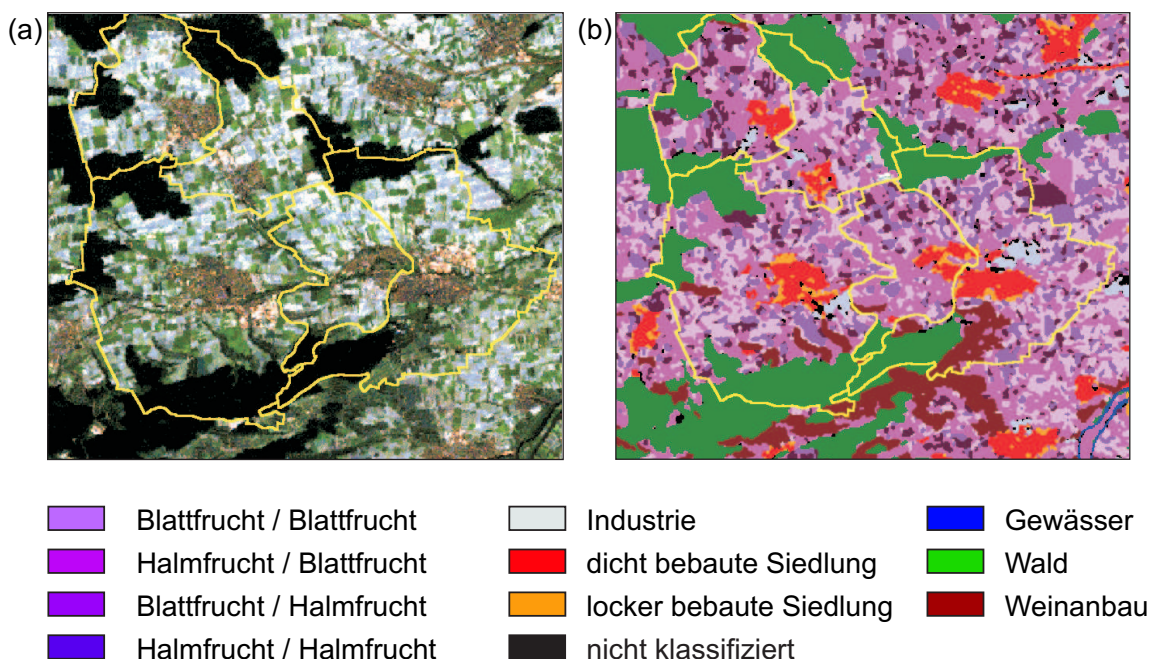 (a)
(b)
Blattfrucht / Blattfrucht
Halmfrucht / Blattfrucht
Blattfrucht / Halmfrucht
Halmfrucht / Halmfrucht
Industrie
dicht bebaute Siedlung
locker bebaute Siedlung
nicht klassifiziert
Gewässer
Wald
Weinanbau